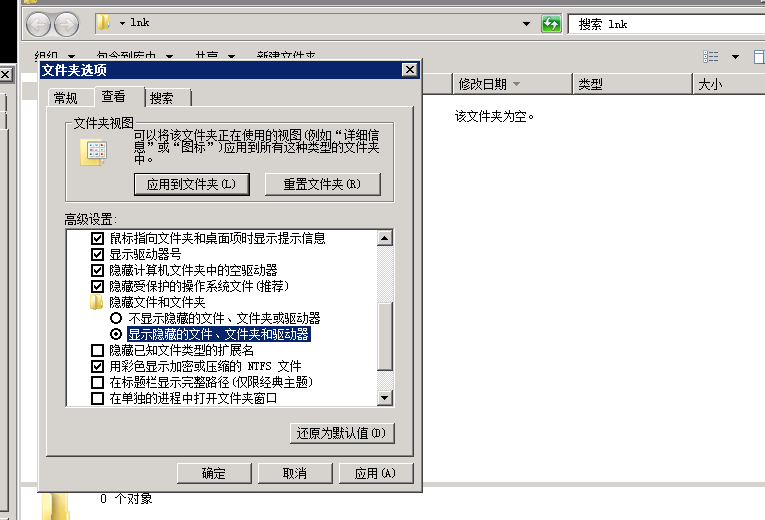 lnk
搜索 lnk
组织
包含到库中
共享
新建文件夹
文件夹选项
常规
查看
搜索
修改日期
类型
大小
该文件夹为空。
文件夹视图
可以将该文件夹正在使用的视图(例如“详细信
息”或“图标”)应用到所有这种类型的文件夹
中。
应用到文件夹(L)
重置文件夹(R)
高级设置:
鼠标指向文件夹和桌面项时显示提示信息
显示驱动器号
隐藏计算机文件夹中的空驱动器
隐藏受保护的操作系统文件(推荐)
隐藏文件和文件夹
不显示隐藏的文件、文件夹或驱动器
显示隐藏的文件、文件夹和驱动器
隐藏已知文件类型的扩展名
用彩色显示加密或压缩的 NTFS 文件
在标题栏显示完整路径(仅限经典主题)
在单独的进程中打开文件夹窗口
还原为默认值(D)
确定
取消
应用(A)
0 个对象